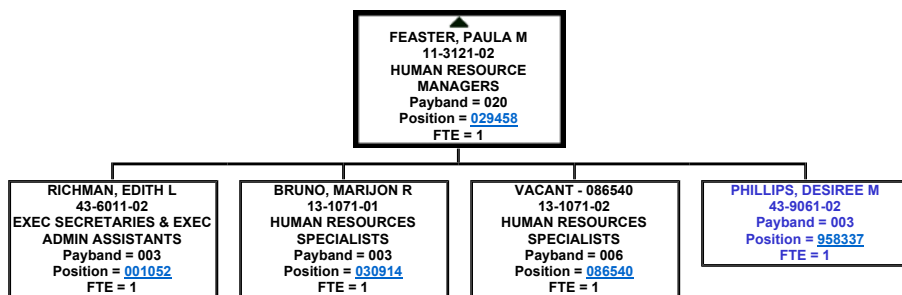 FEASTER, PAULA M
11-3121-02
HUMAN RESOURCE
MANAGERS
Payband = 020
Position = 029458
FTE = 1
RICHMAN, EDITH L
43-6011-02
EXEC SECRETARIES & EXEC
ADMIN ASSISTANTS
Payband = 003
Position = 001052
FTE = 1
BRUNO, MARIJON R
13-1071-01
HUMAN RESOURCES
SPECIALISTS
Payband = 003
Position = 030914
FTE = 1
VACANT - 086540
13-1071-02
HUMAN RESOURCES
SPECIALISTS
Payband = 006
Position = 086540
FTE = 1
PHILLIPS, DESIREE M
43-9061-02
Payband = 003
Position = 958337
FTE = 1